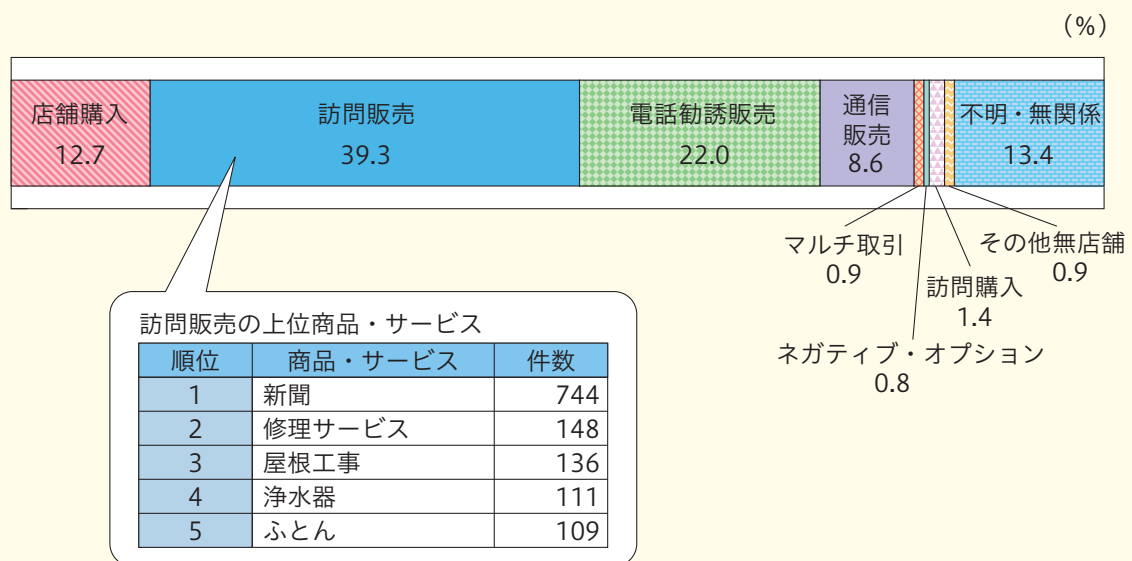 (%)
店舗購入
12.7
訪問販売
39.3
電話勧誘販売
22.0
通信
販売
8.6
不明・無関係
13.4
マルチ取引
0.9
ネガティブ・オプション
0.8
訪問購入
1.4
その他無店舗
0.9
訪問販売の上位商品・サービス
順位 商品・サービス 件数
1 新聞 744
2 修理サービス 148
3 屋根工事 136
4 浄水器 111
5 ふとん 109